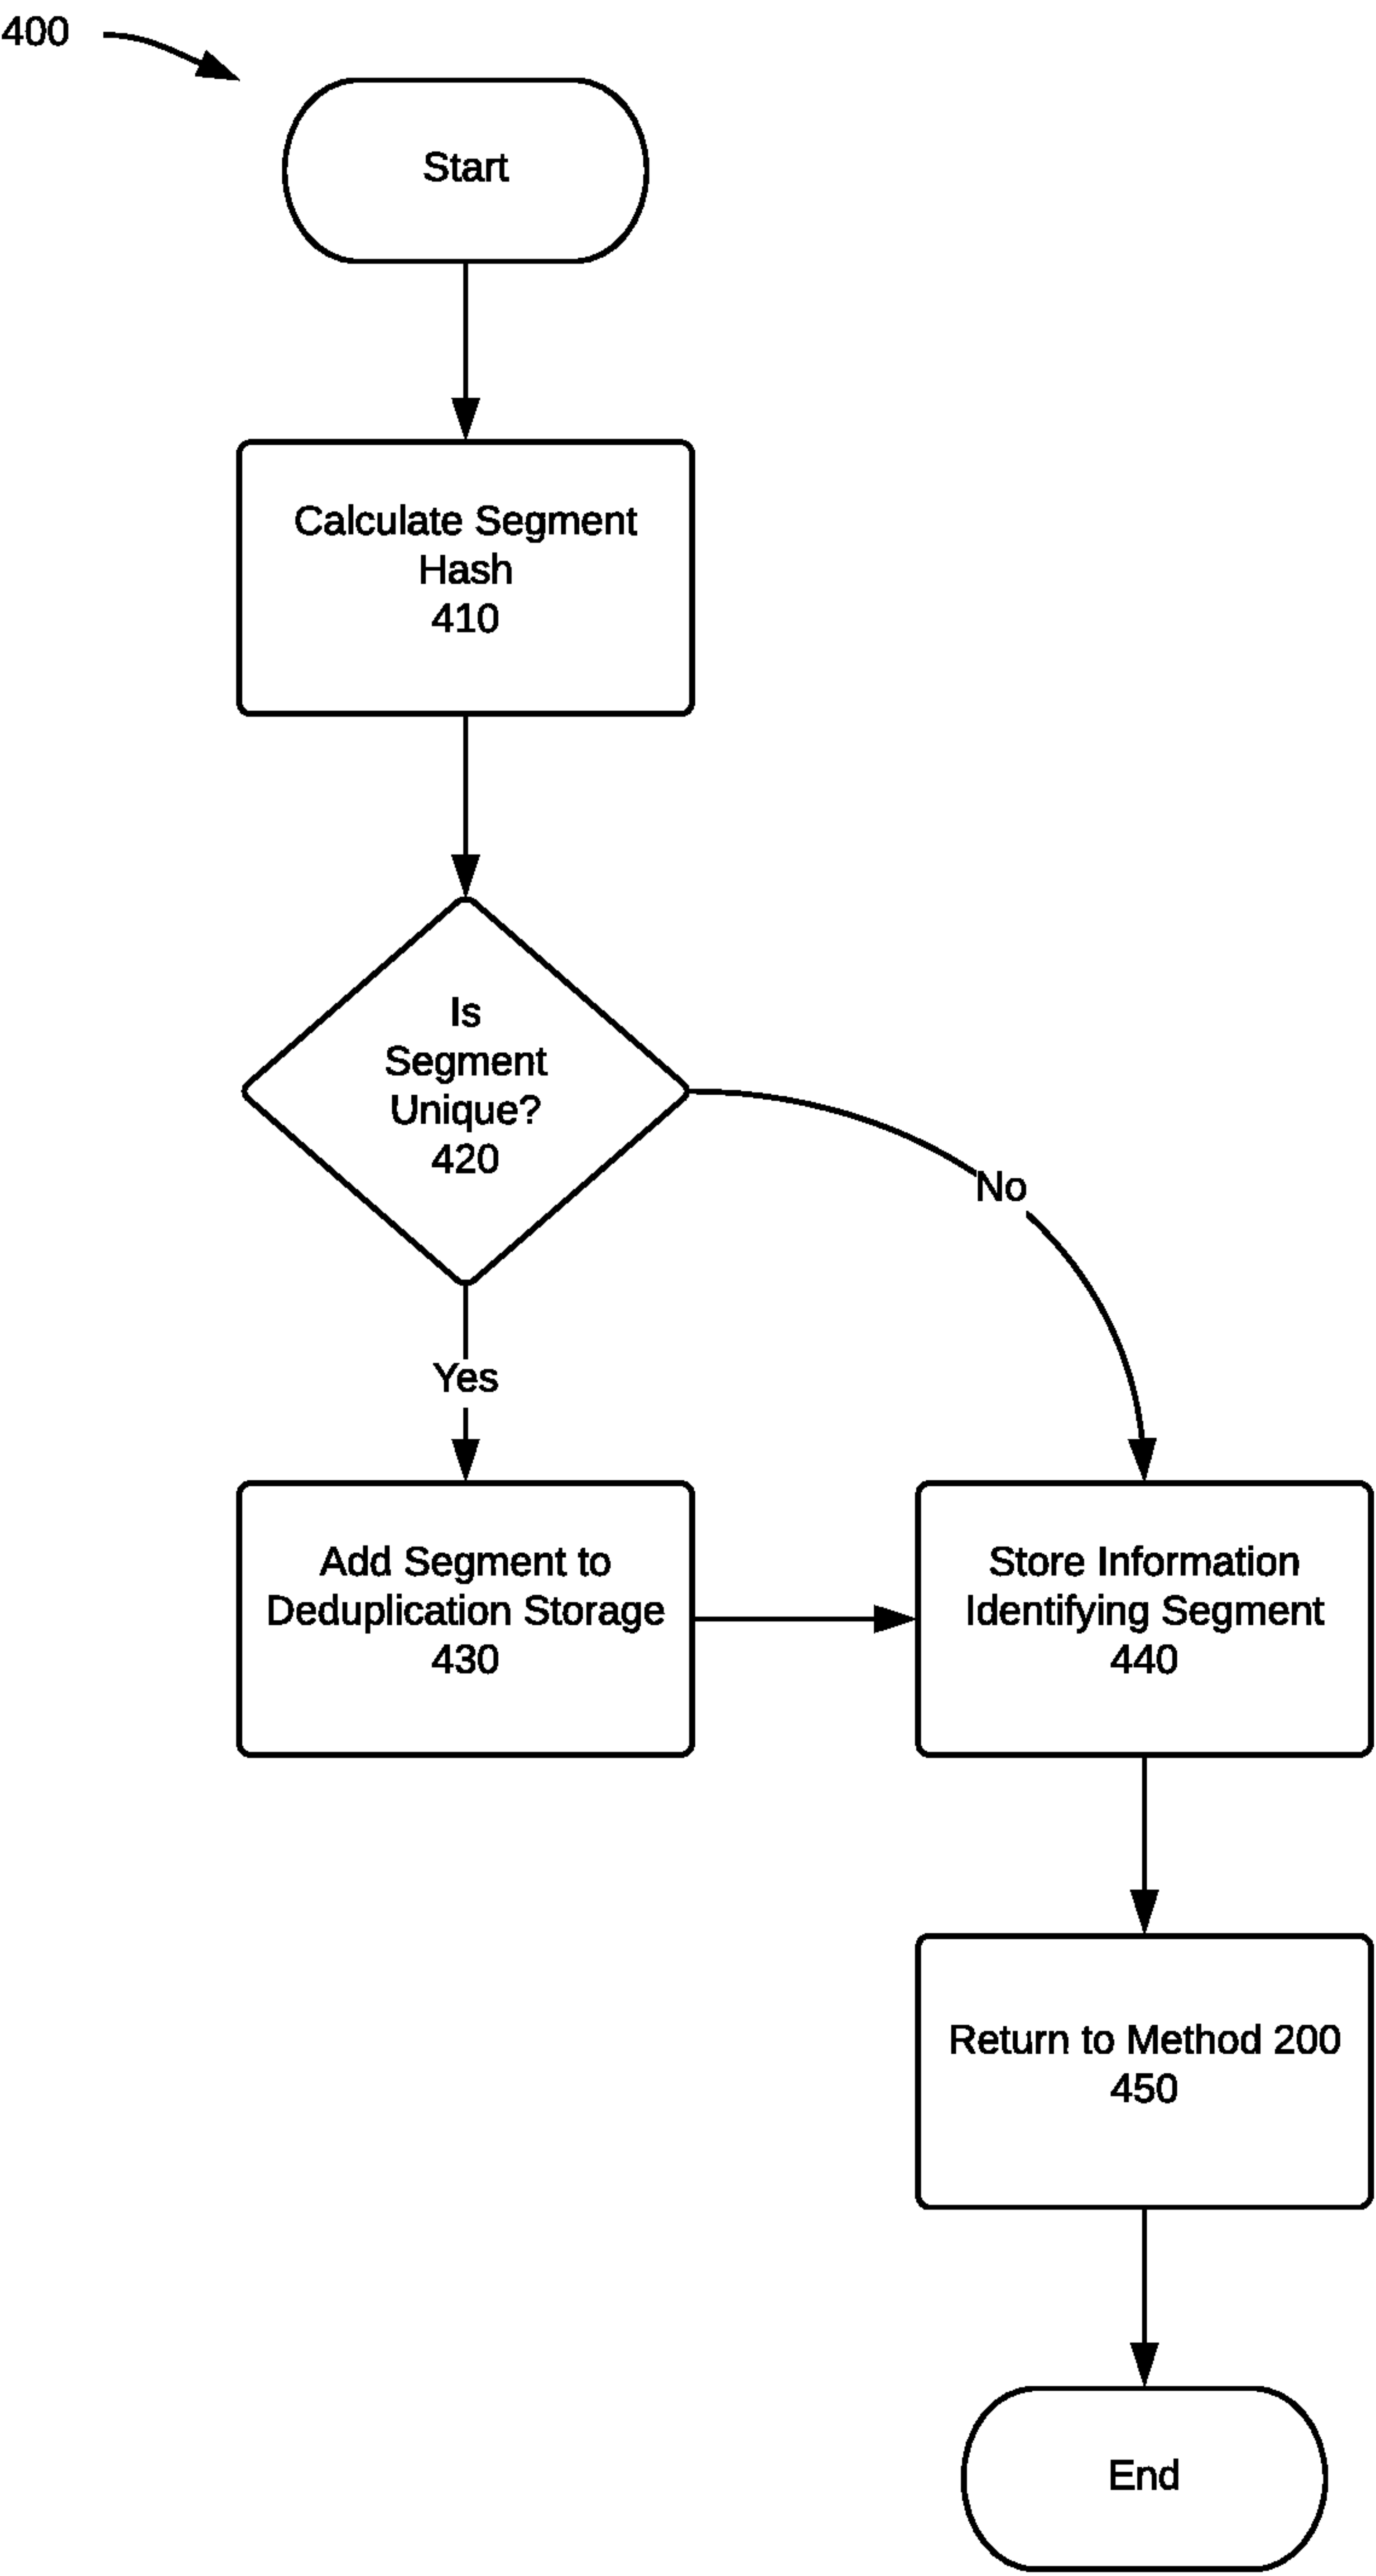 400
Start
Calculate Segment
Hash
410
Is
Segment
Unique?
420
No
Yes
Add Segment to
Deduplication Storage
430
Store Information
Identifying Segment
440
Return to Method 200
450
End